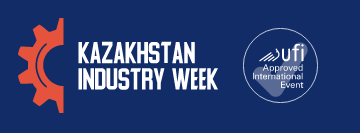 KAZAKHSTAN
INDUSTRY WEEK
ufi
Approved
International
Event